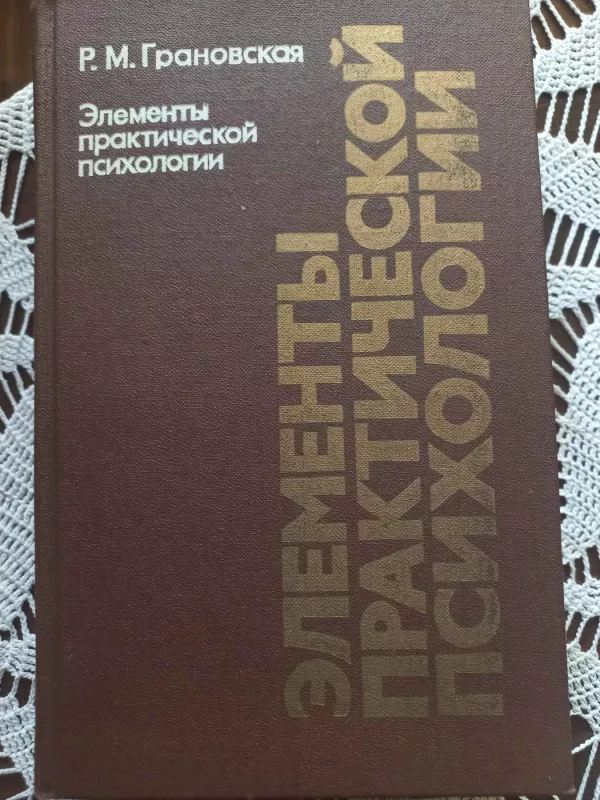 Р. М. Грановская
Элементы
практической
психологии
ЭЛЕМЕНТЫ
ПРАКТИЧЕСКОЙ
ПСИХОЛОГИИ